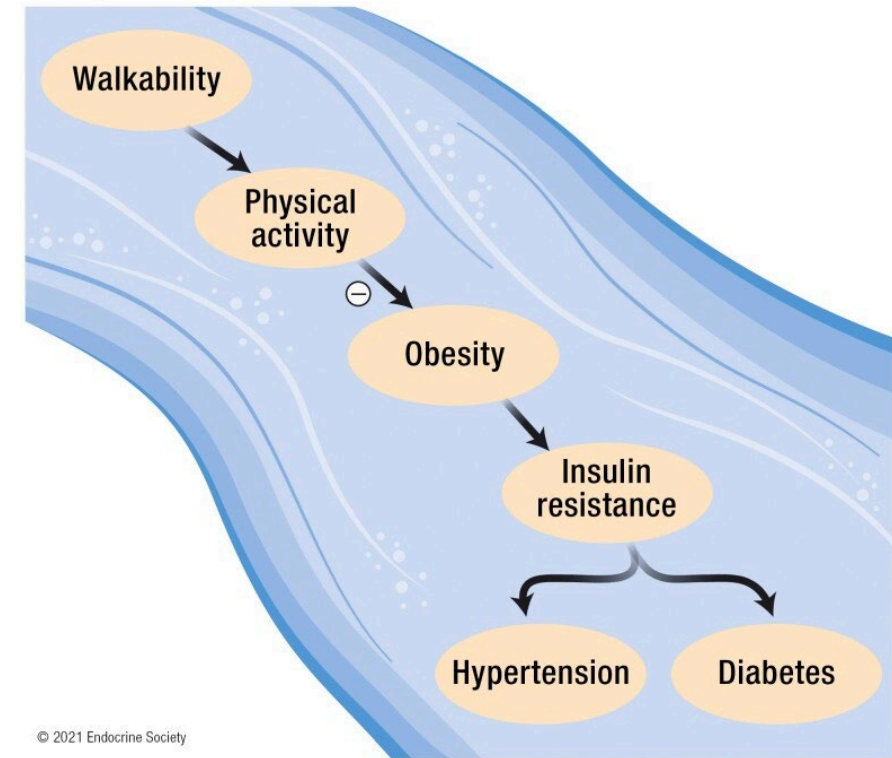 Walkability
Physical
activity
⊖
Obesity
Insulin
resistance
Hypertension
Diabetes
© 2021 Endocrine Society